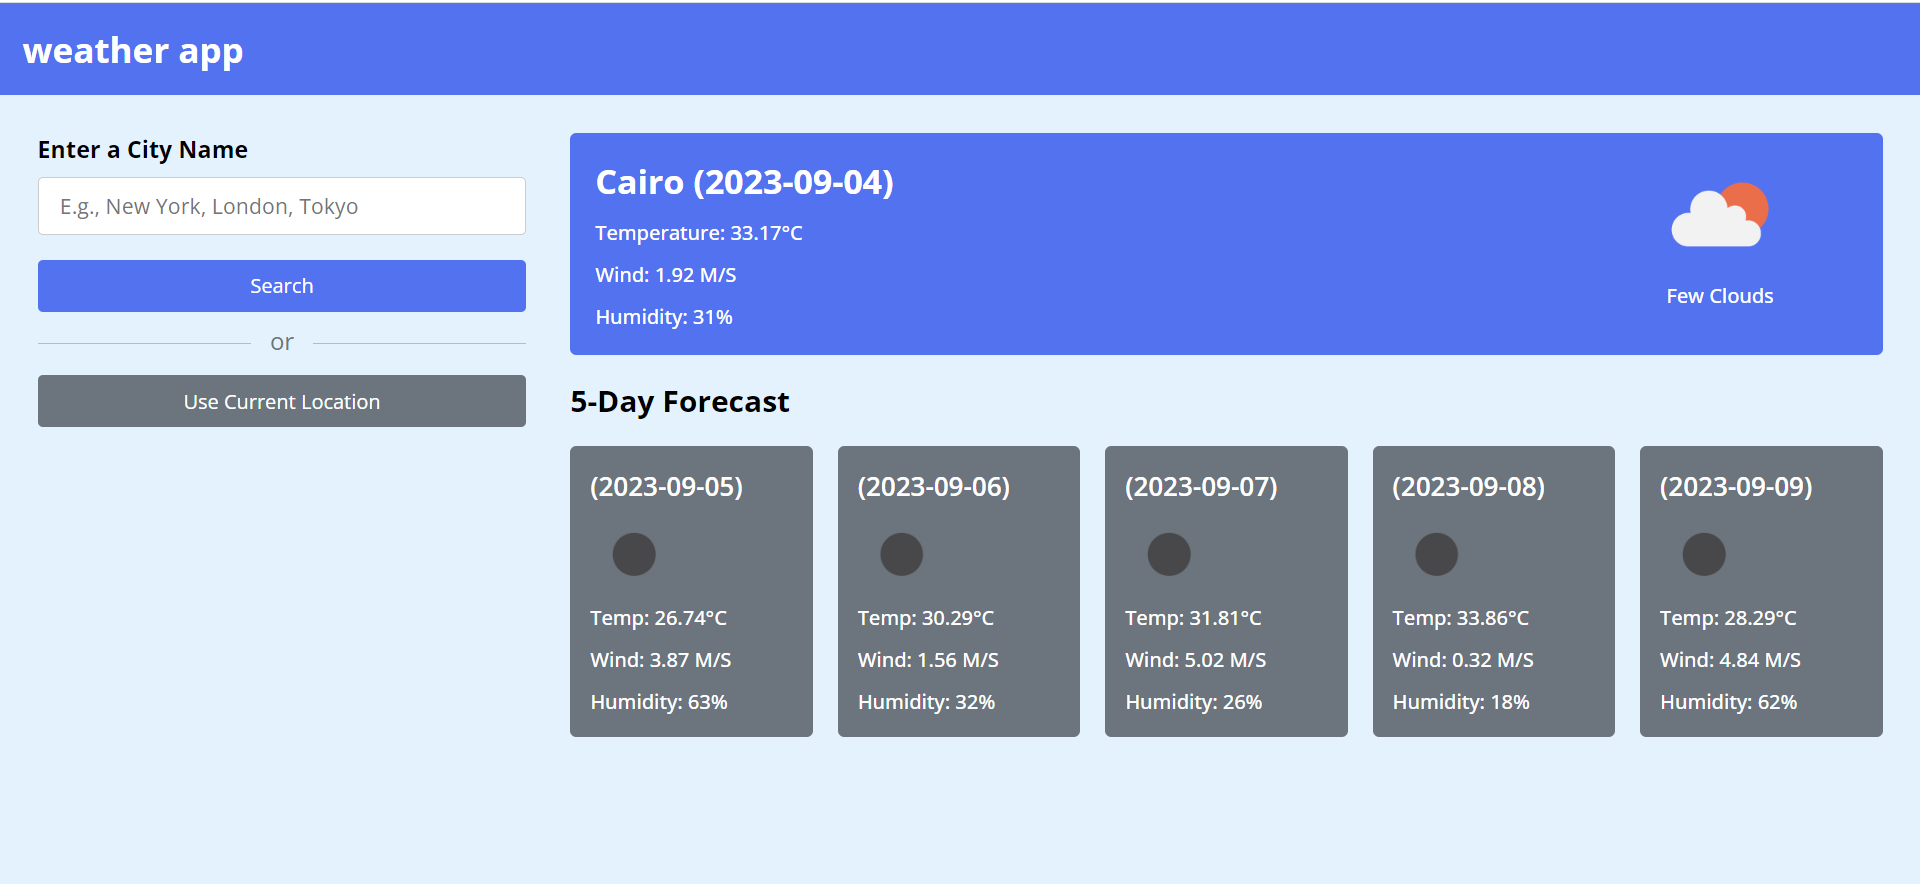 weather app
Enter a City Name
E.g., New York, London, Tokyo
Search
or
Use Current Location
Cairo (2023-09-04)
Temperature: 33.17°C
Wind: 1.92 M/S
Humidity: 31%
Few Clouds
5-Day Forecast
(2023-09-05)
Temp: 26.74°C
Wind: 3.87 M/S
Humidity: 63%
(2023-09-06)
Temp: 30.29°C
Wind: 1.56 M/S
Humidity: 32%
(2023-09-07)
Temp: 31.81°C
Wind: 5.02 M/S
Humidity: 26%
(2023-09-08)
Temp: 33.86°C
Wind: 0.32 M/S
Humidity: 18%
(2023-09-09)
Temp: 28.29°C
Wind: 4.84 M/S
Humidity: 62%